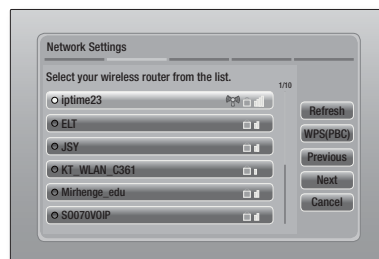 Network Settings
Select your wireless router from the list.
1/10
iptime23
ELT
JSY
KT_WLAN_C361
Mirhenge_edu
SO070VOIP
Refresh
WPS(PBC)
Previous
Next
Cancel